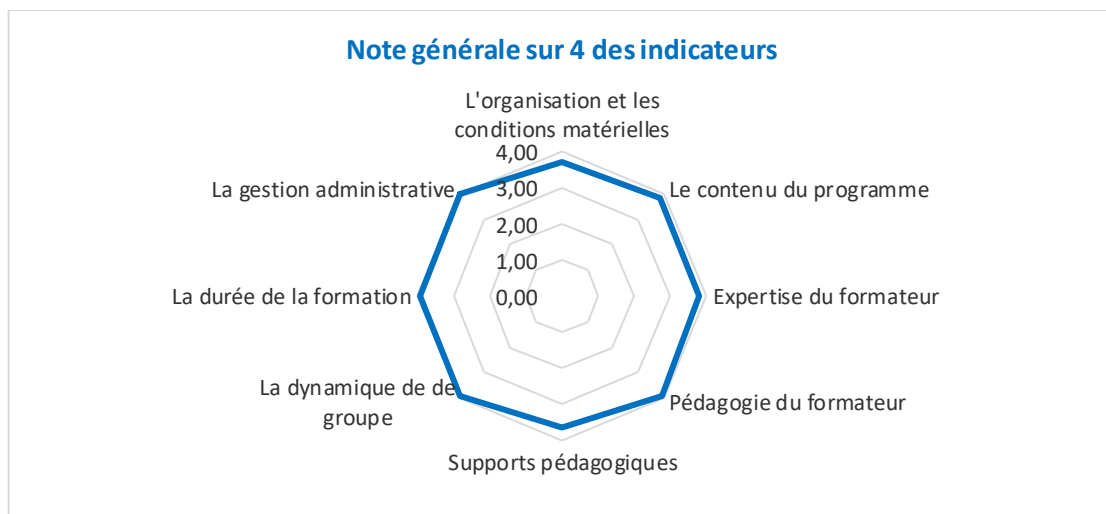 Note générale sur 4 des indicateurs
L'organisation et les
conditions matérielles
4,00
3,00
2,00
1,00
0,00
Le contenu du programme
Expertise du formateur
Pédagogie du formateur
Supports pédagogiques
La dynamique de de
groupe
La durée de la formation
La gestion administrative